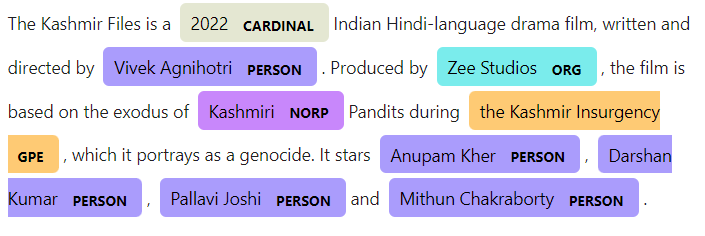 The Kashmir Files is a 2022 CARDINAL Indian Hindi-language drama film, written and
directed by Vivek Agnihotri PERSON . Produced by Zee Studios ORG , the film is
based on the exodus of Kashmiri NORP Pandits during the Kashmir Insurgency
GPE , which it portrays as a genocide. It stars Anupam Kher PERSON , Darshan
Kumar PERSON , Pallavi Joshi PERSON and Mithun Chakraborty PERSON .